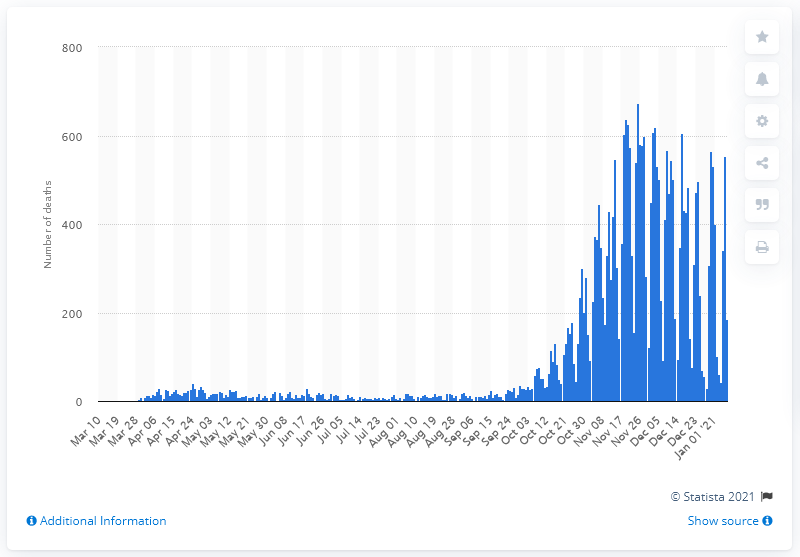 800
600
400
200
0
Number of deaths
Mar 10
Mar 19
Mar 28
Apr 06
Apr 15
Apr 24
May 03
May 12
May 21
May 30
Jun 08
Jun 17
Jun 26
Jul 05
Jul 14
Jul 23
Aug 01
Aug 10
Aug 19
Aug 28
Sep 06
Sep 15
Sep 24
Oct 03
Oct 12
Oct 21
Oct 30
Nov 08
Nov 17
Nov 26
Dec 05
Dec 14
Dec 23
Jan 01 '21
© Statista 2021
Additional Information
Show source